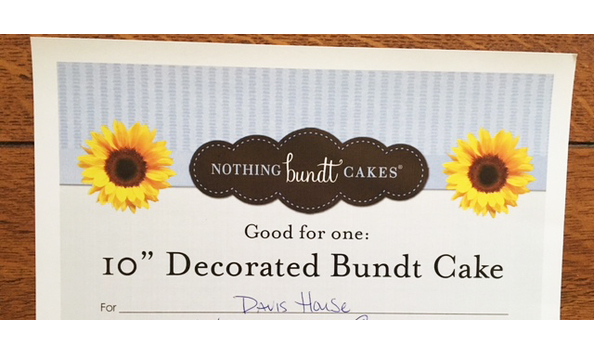 NOTHING bundt CAKES®
Good for one:
10" Decorated Bundt Cake
For Davis House